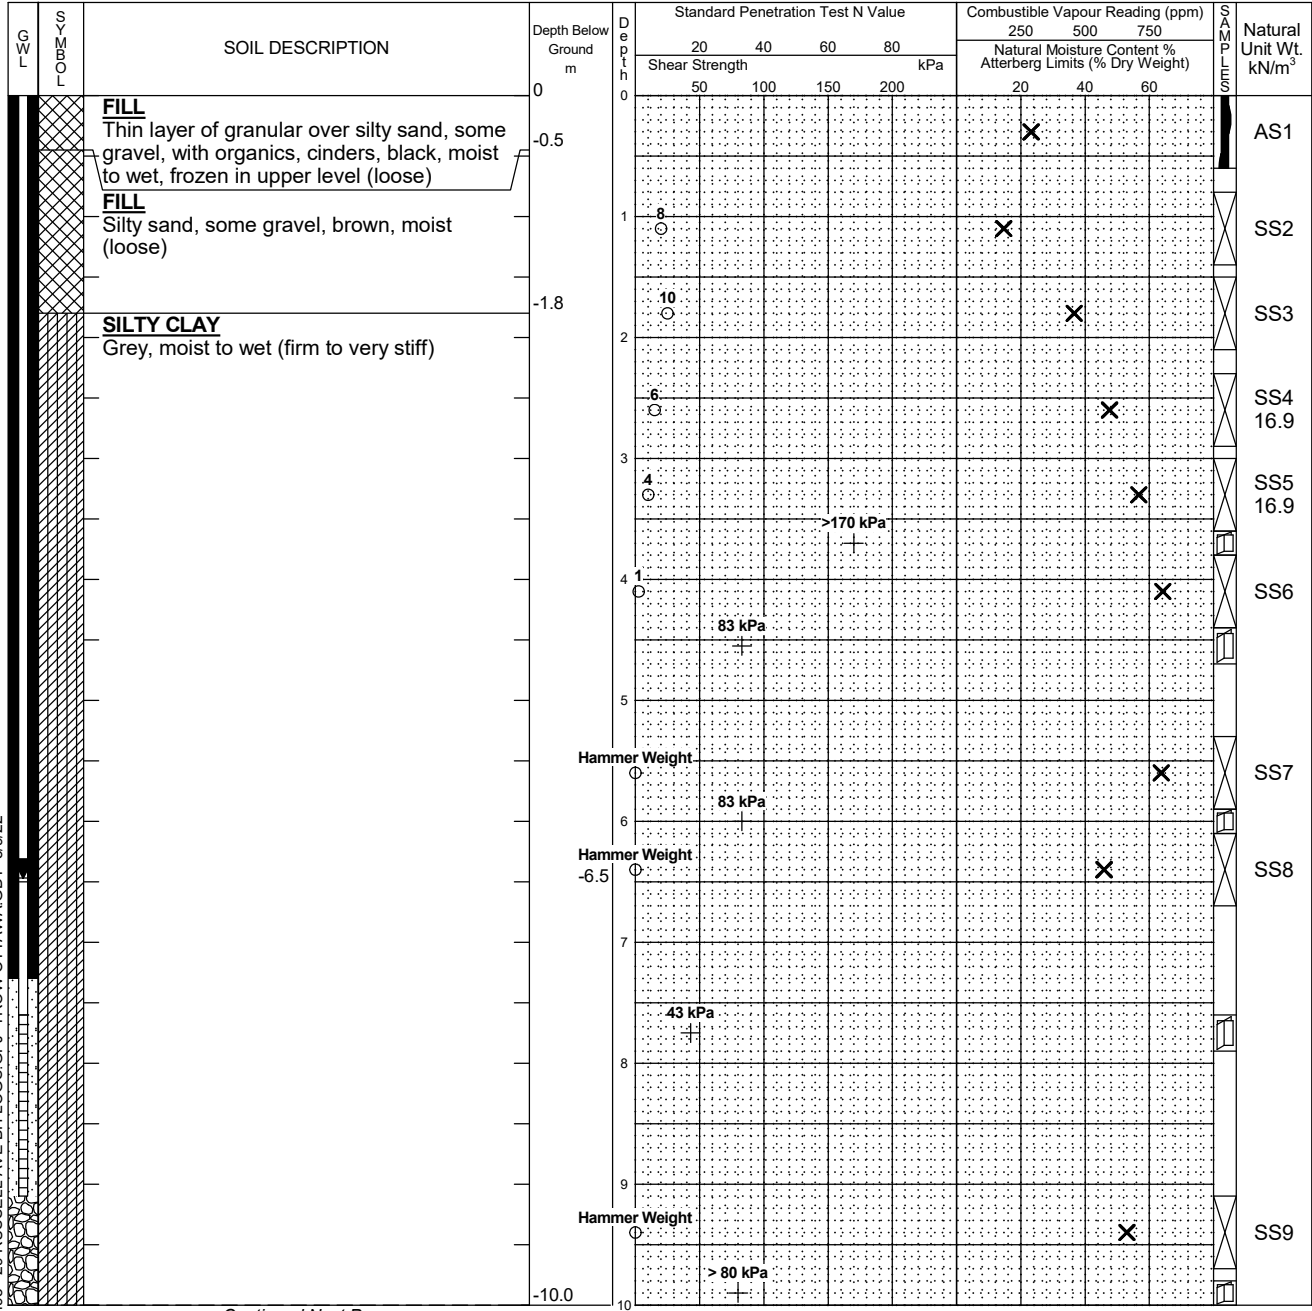 GWL
SYMBOL
SOIL DESCRIPTION
Depth Below
Ground
m
Depth
Standard Penetration Test N Value
20 40 60 80
Shear Strength kPa
50 100 150 200
Combustible Vapour Reading (ppm)
250 500 750
Natural Moisture Content %
Atterberg Limits (% Dry Weight)
20 40 60
SAMPLES
Natural
Unit Wt.
kN/m³
0
0
FILL
Thin layer of granular over silty sand, some
gravel, with organics, cinders, black, moist
to wet, frozen in upper level (loose)
-0.5
AS1
FILL
Silty sand, some gravel, brown, moist
(loose)
8
1
SS2
-1.8
10
SS3
SILTY CLAY
Grey, moist to wet (firm to very stiff)
2
6
SS4
16.9
3
4
SS5
16.9
>170 kPa
4
1
SS6
83 kPa
5
Hammer Weight
SS7
83 kPa
6
Hammer Weight
-6.5
SS8
7
43 kPa
8
9
Hammer Weight
SS9
> 80 kPa
-10.0
10